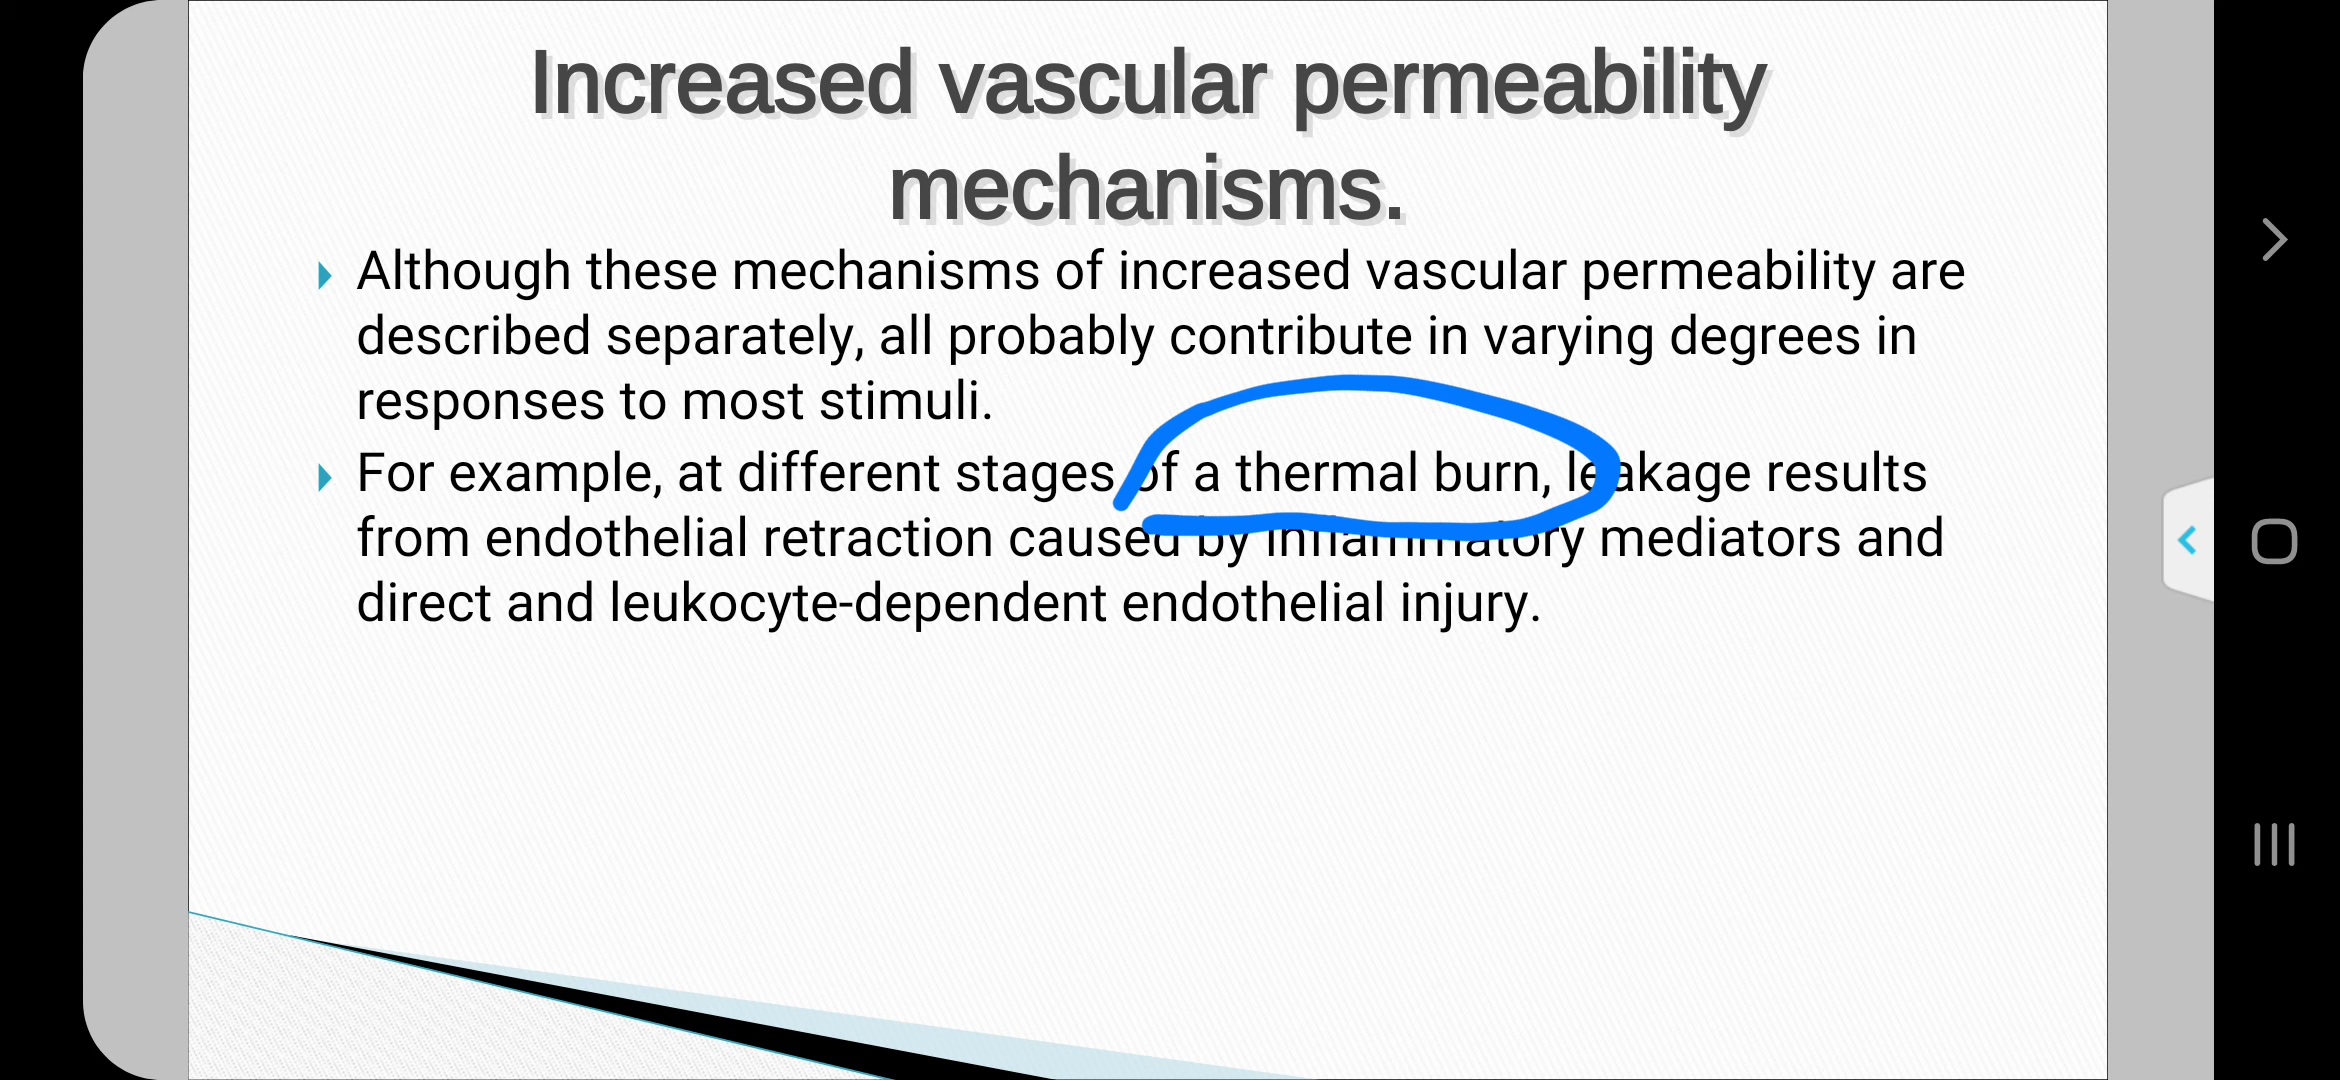 Increased vascular permeability
mechanisms.
Although these mechanisms of increased vascular permeability are
described separately, all probably contribute in varying degrees in
responses to most stimuli.
For example, at different stages of a thermal burn, leakage results
from endothelial retraction caused by inflammatory mediators and
direct and leukocyte-dependent endothelial injury.